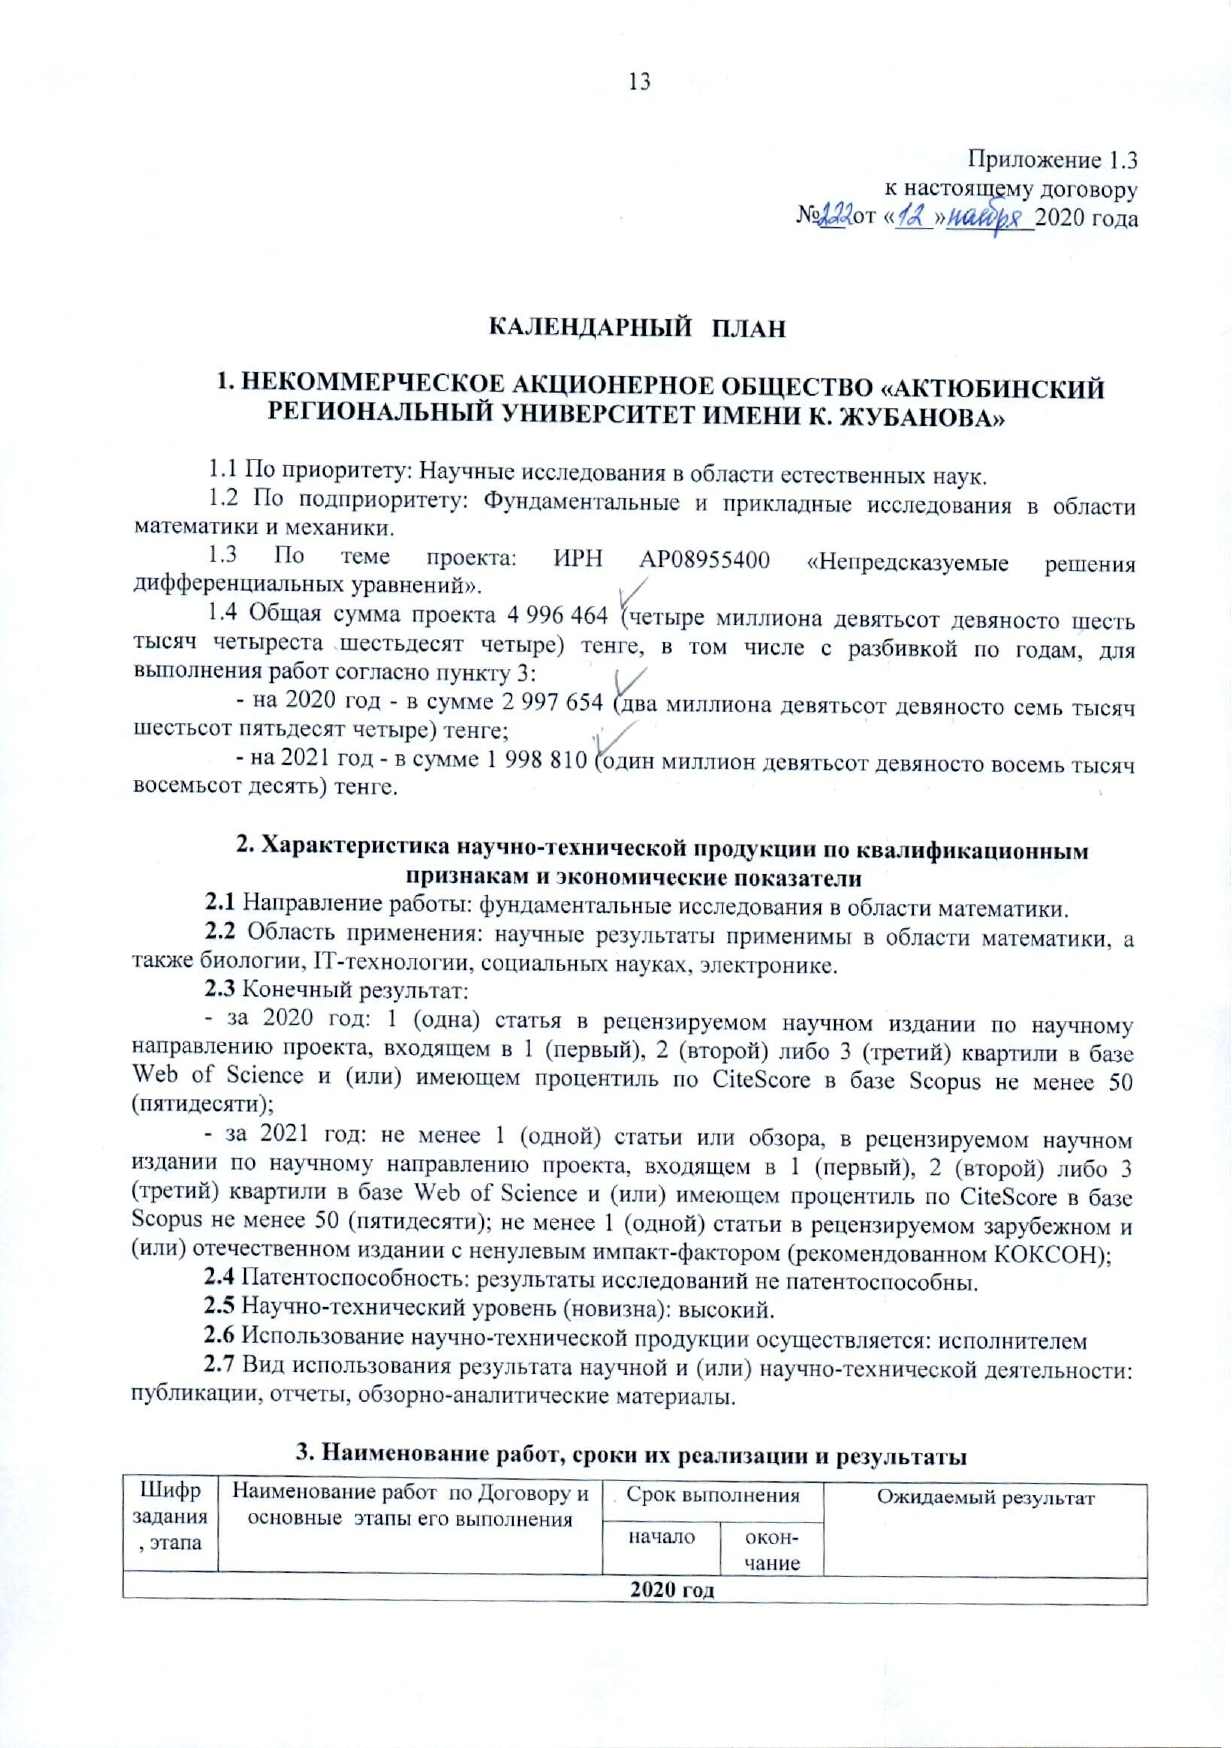 13
Приложение 1.3
к настоящему договору
№222от «12»ноября 2020 года
КАЛЕНДАРНЫЙ ПЛАН
1. НЕКОММЕРЧЕСКОЕ АКЦИОНЕРНОЕ ОБЩЕСТВО «АКТЮБИНСКИЙ
РЕГИОНАЛЬНЫЙ УНИВЕРСИТЕТ ИМЕНИ К. ЖУБАНОВА»
1.1 По приоритету: Научные исследования в области естественных наук.
1.2 По подприоритету: Фундаментальные и прикладные исследования в области
математики и механики.
1.3 По теме проекта: ИРН АР08955400 «Непредсказуемые решения
дифференциальных уравнений».
1.4 Общая сумма проекта 4 996 464 (четыре миллиона девятьсот девяносто шесть
тысяч четыреста шестьдесят четыре) тенге, в том числе с разбивкой по годам, для
выполнения работ согласно пункту 3:
- на 2020 год - в сумме 2 997 654 (два миллиона девятьсот девяносто семь тысяч
шестьсот пятьдесят четыре) тенге;
- на 2021 год - в сумме 1 998 810 (один миллион девятьсот девяносто восемь тысяч
восемьсот десять) тенге.
2. Характеристика научно-технической продукции по квалификационным
признакам и экономические показатели
2.1 Направление работы: фундаментальные исследования в области математики.
2.2 Область применения: научные результаты применимы в области математики, а
также биологии, IT-технологии, социальных науках, электронике.
2.3 Конечный результат:
- за 2020 год: 1 (одна) статья в рецензируемом научном издании по научному
направлению проекта, входящем в 1 (первый), 2 (второй) либо 3 (третий) квартили в базе
Web of Science и (или) имеющем процентиль по CiteScore в базе Scopus не менее 50
(пятидесяти);
- за 2021 год: не менее 1 (одной) статьи или обзора, в рецензируемом научном
издании по научному направлению проекта, входящем в 1 (первый), 2 (второй) либо 3
(третий) квартили в базе Web of Science и (или) имеющем процентиль по CiteScore в базе
Scopus не менее 50 (пятидесяти); не менее 1 (одной) статьи в рецензируемом зарубежном и
(или) отечественном издании с ненулевым импакт-фактором (рекомендованном КОКСОН);
2.4 Патентоспособность: результаты исследований не патентоспособны.
2.5 Научно-технический уровень (новизна): высокий.
2.6 Использование научно-технической продукции осуществляется: исполнителем
2.7 Вид использования результата научной и (или) научно-технической деятельности:
публикации, отчеты, обзорно-аналитические материалы.
3. Наименование работ, сроки их реализации и результаты
Шифр
задания
, этапа
Наименование работ по Договору и
основные этапы его выполнения
Срок выполнения
начало
окон-
чание
Ожидаемый результат
2020 год